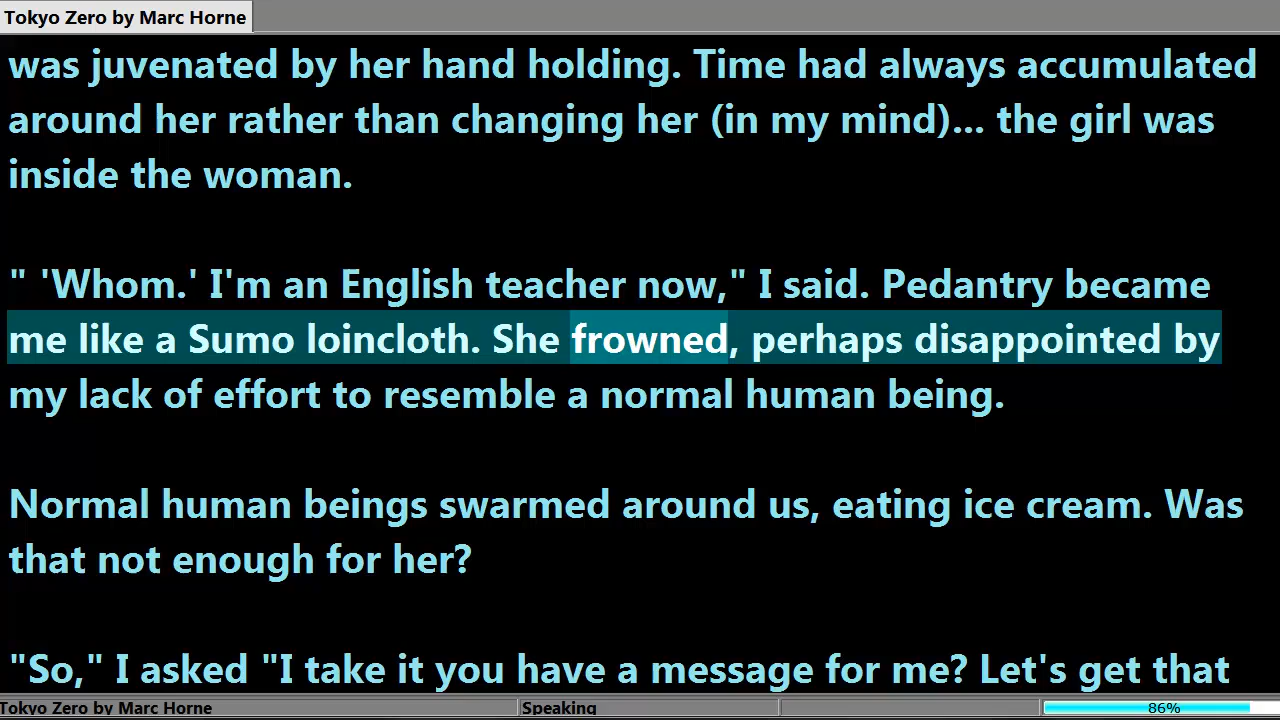 Tokyo Zero by Marc Horne
was juvenated by her hand holding. Time had always accumulated
around her rather than changing her (in my mind)... the girl was
inside the woman.
" 'Whom.' I'm an English teacher now," I said. Pedantry became
me like a Sumo loincloth. She frowned, perhaps disappointed by
my lack of effort to resemble a normal human being.
Normal human beings swarmed around us, eating ice cream. Was
that not enough for her?
"So," I asked "I take it you have a message for me? Let's get that
Tokyo Zero by Marc Horne Speaking 86%